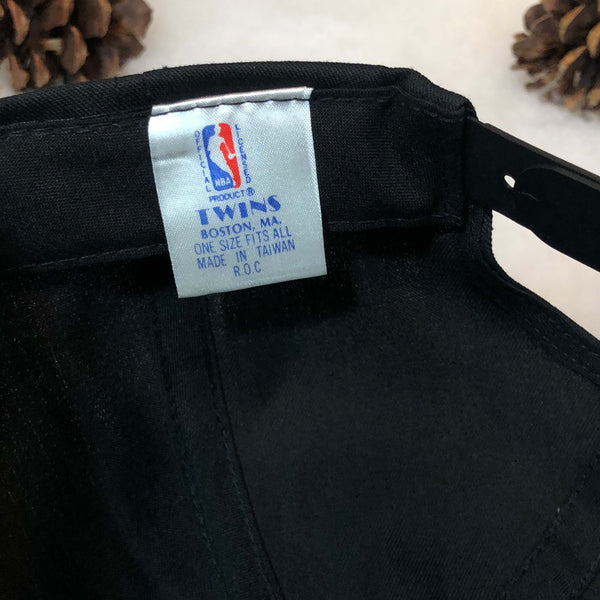 OFFICIAL
LICENSED
NBA
PRODUCT®
TWINS
BOSTON, MA.
ONE SIZE FITS ALL
MADE IN TAIWAN
R.O.C